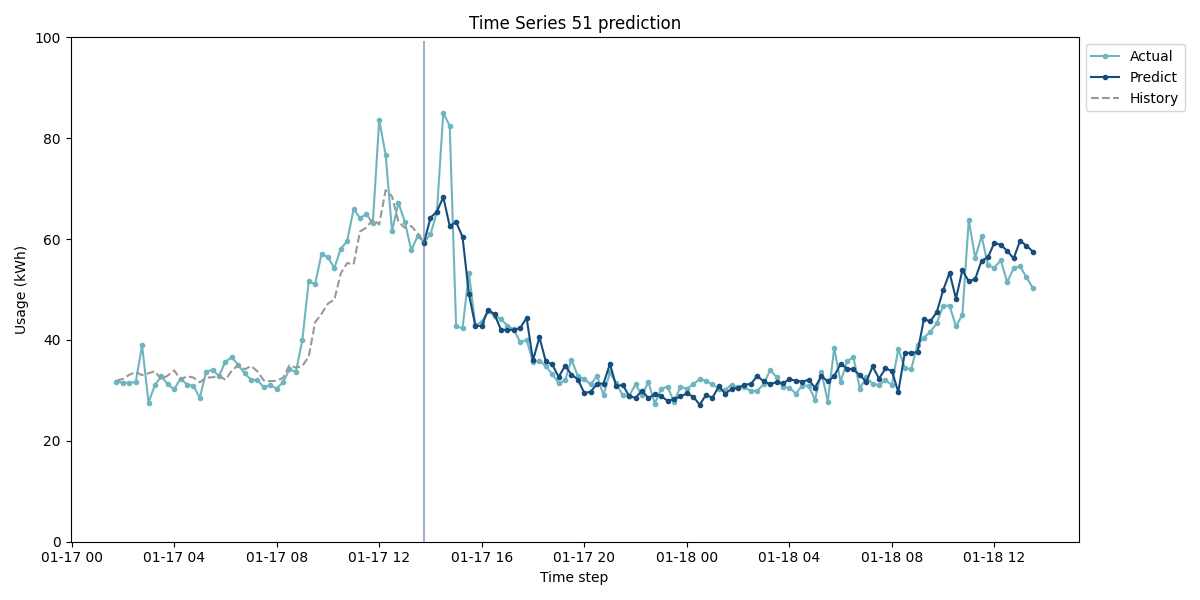 Time Series 51 prediction
100
80
60
40
20
0
Usage (kWh)
01-17 00
01-17 04
01-17 08
01-17 12
01-17 16
01-17 20
01-18 00
01-18 04
01-18 08
01-18 12
Time step
Actual
Predict
History